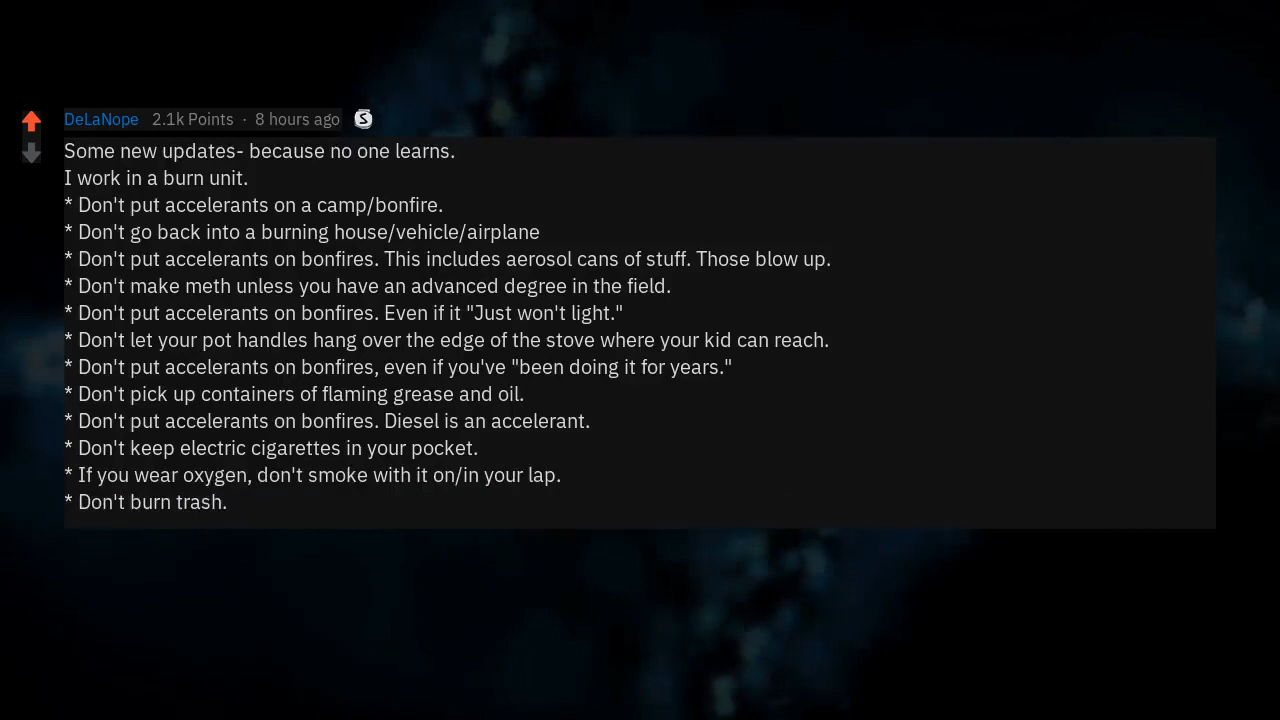 DeLaNope 2.1k Points · 8 hours ago S
Some new updates- because no one learns.
I work in a burn unit.
* Don't put accelerants on a camp/bonfire.
* Don't go back into a burning house/vehicle/airplane
* Don't put accelerants on bonfires. This includes aerosol cans of stuff. Those blow up.
* Don't make meth unless you have an advanced degree in the field.
* Don't put accelerants on bonfires. Even if it "Just won't light."
* Don't let your pot handles hang over the edge of the stove where your kid can reach.
* Don't put accelerants on bonfires, even if you've "been doing it for years."
* Don't pick up containers of flaming grease and oil.
* Don't put accelerants on bonfires. Diesel is an accelerant.
* Don't keep electric cigarettes in your pocket.
* If you wear oxygen, don't smoke with it on/in your lap.
* Don't burn trash.